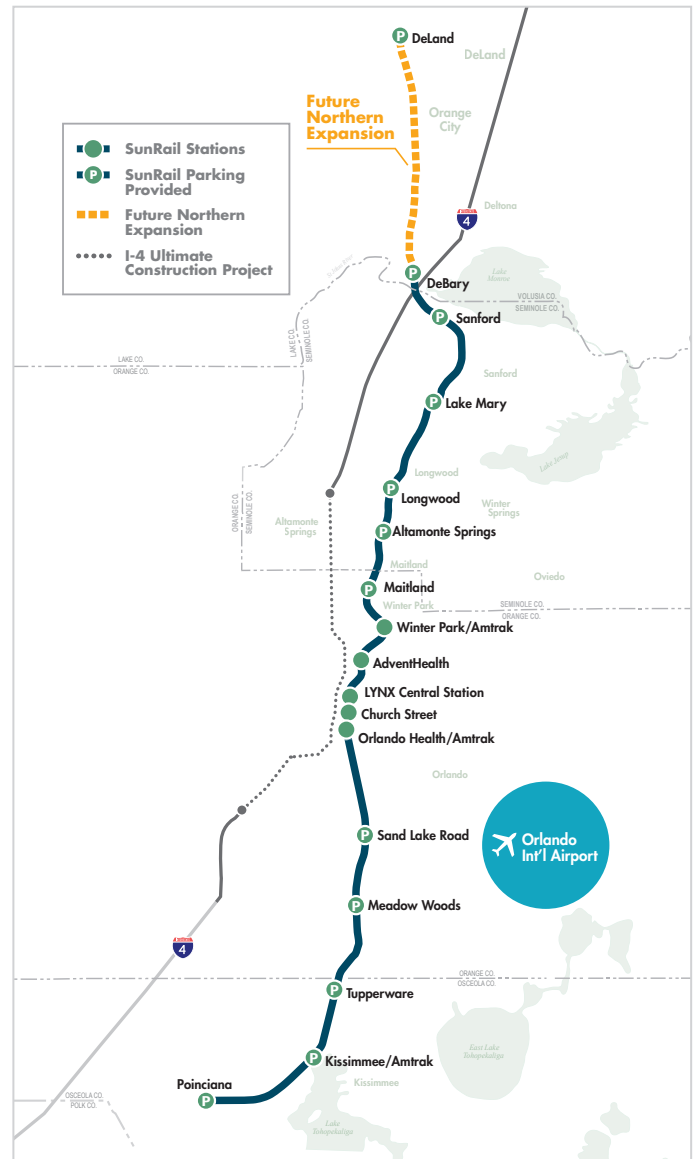 P DeLand
DeLand
Future
Northern
Expansion
Orange
City
SunRail Stations
P SunRail Parking
Provided
Future Northern
Expansion
I-4 Ultimate
Construction Project
Deltona
4
Lake
Monroe
P DeBary
VOLUSIA CO.
SEMINOLE CO.
P Sanford
LAKE CO.
SEMINOLE CO.
LAKE CO.
ORANGE CO.
Sanford
P Lake Mary
Lake Jesup
Longwood
P Longwood
ORANGE CO.
SEMINOLE CO.
Altamonte
Springs
Winter
Springs
P Altamonte Springs
Maitland
Oviedo
P Maitland
Winter Park
SEMINOLE CO.
ORANGE CO.
Winter Park/Amtrak
AdventHealth
LYNX Central Station
Church Street
Orlando Health/Amtrak
Orlando
P Sand Lake Road
Orlando
Int'l Airport
P Meadow Woods
4
ORANGE CO.
OSCEOLA CO.
P Tupperware
East Lake
Tohopekaliga
P Kissimmee/Amtrak
Kissimmee
Poinciana
P
OSCEOLA CO.
POLK CO.
Lake
Tohopekaliga